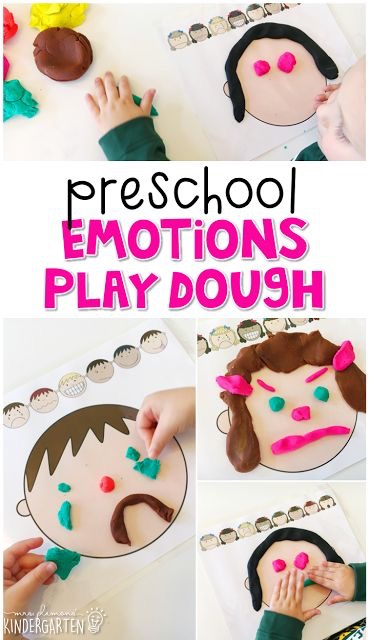 preschool
EMOTIONS
PLAY DOUGH
mrs. plemons'
KINDERGARTEN